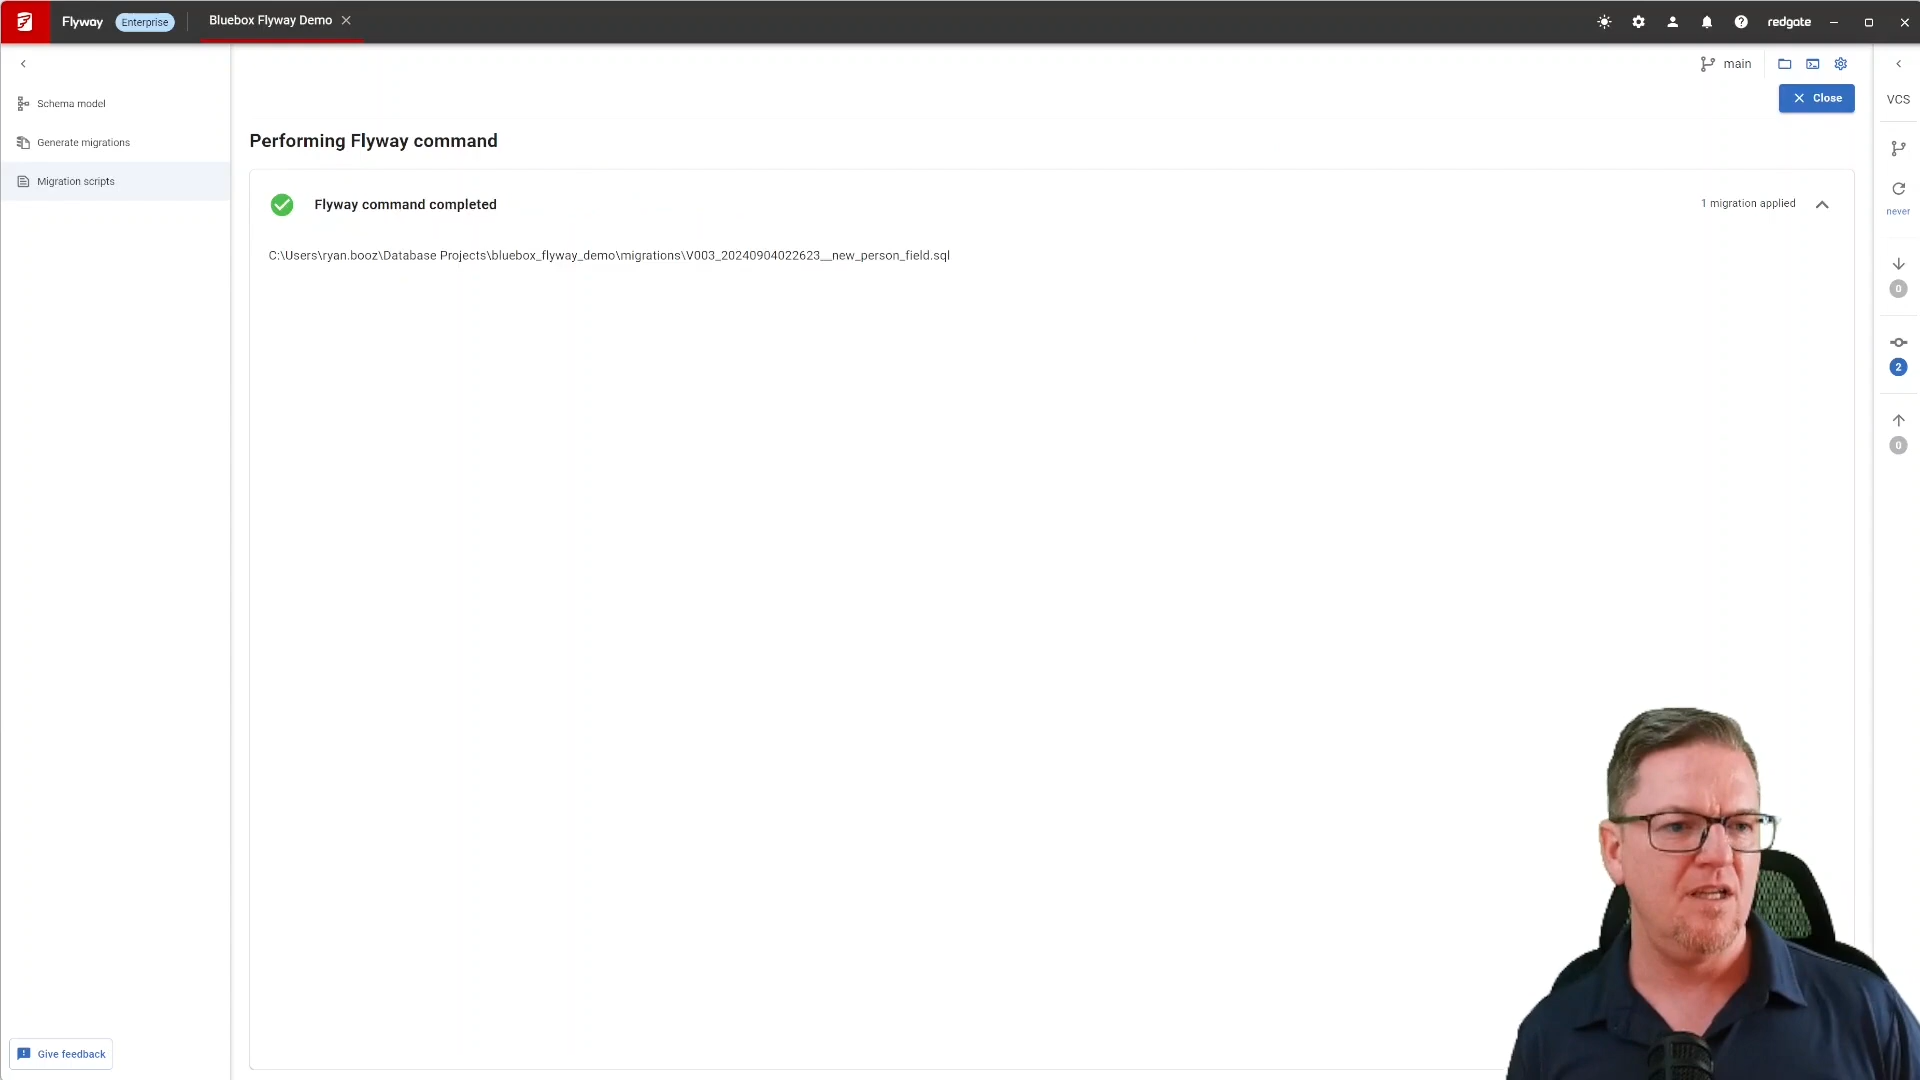 Flyway
Enterprise
Bluebox Flyway Demo
redgate
main
Close
VCS
Schema model
Generate migrations
Migration scripts
Performing Flyway command
Flyway command completed
1 migration applied
C:\Users\ryan.booz\Database Projects\bluebox_flyway_demo\migrations\V003_20240904022623__new_person_field.sql
never
0
2
0
Give feedback